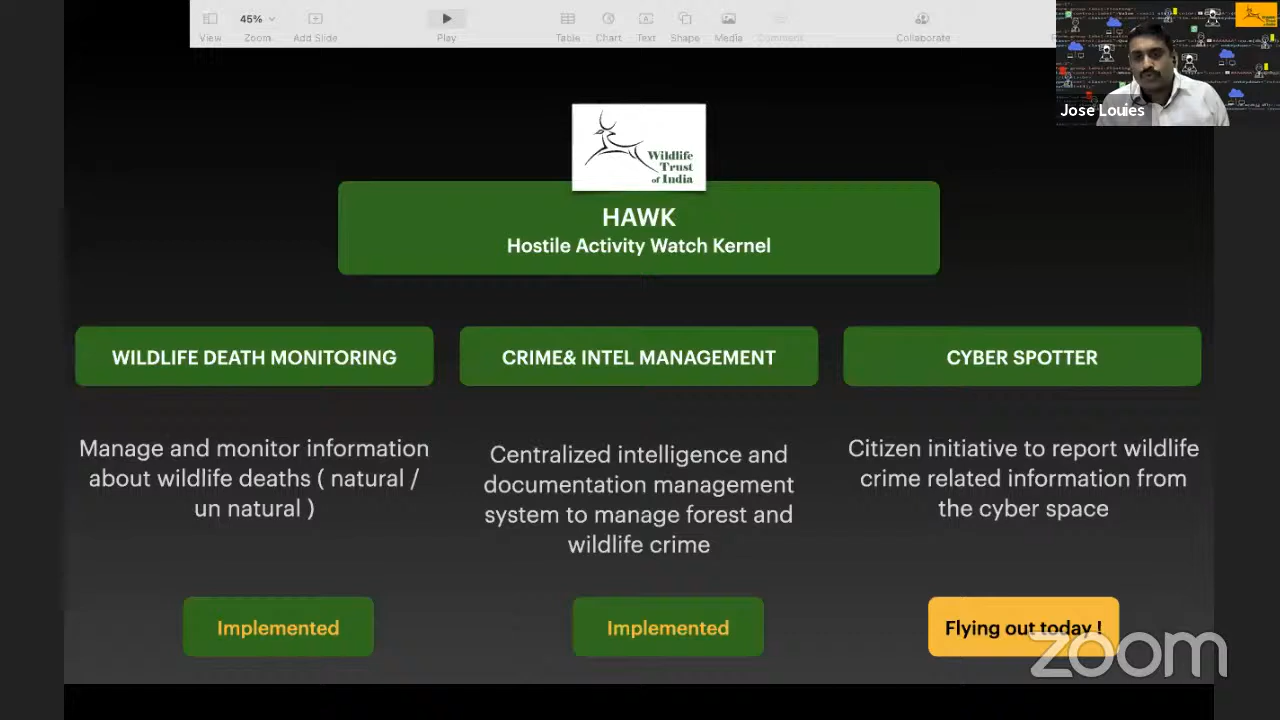 45%
View
Zoom
Add Slide
Play
Table
Chart
Text
Shape
Media
Comment
Collaborate
Jose Louies
Wildlife
Trust
of India
HAWK
Hostile Activity Watch Kernel
WILDLIFE DEATH MONITORING
Manage and monitor information
about wildlife deaths ( natural /
un natural )
Implemented
CRIME& INTEL MANAGEMENT
Centralized intelligence and
documentation management
system to manage forest and
wildlife crime
Implemented
CYBER SPOTTER
Citizen initiative to report wildlife
crime related information from
the cyber space
Flying out today !
zoom